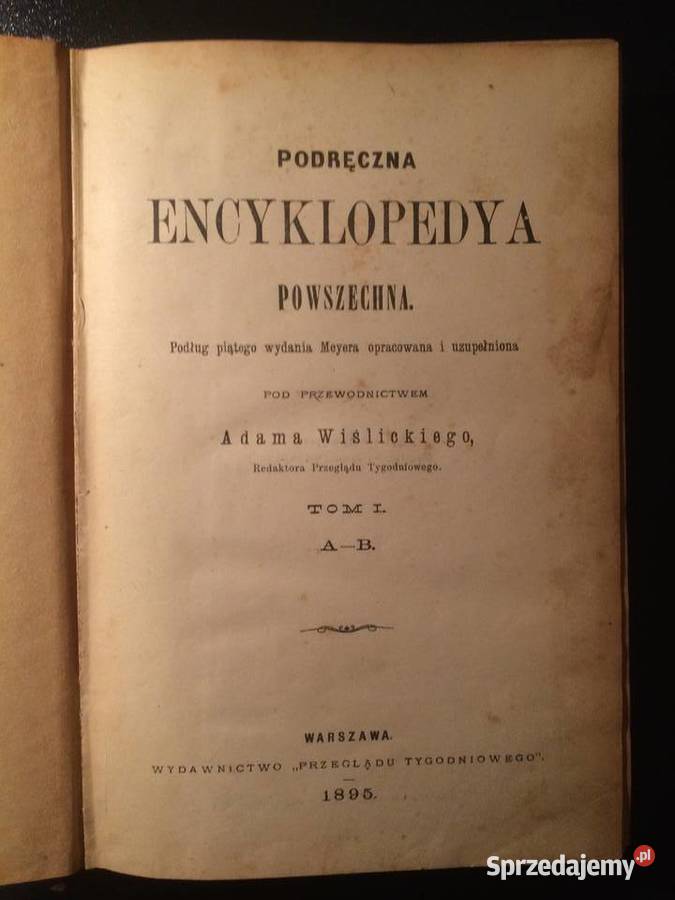 PODRĘCZNA
ENCYKLOPEDYA
POWSZECHNA.
Podług piątego wydania Meyera opracowana i uzupełniona
POD PRZEWODNICTWEM
Adama Wiślickiego,
Redaktora Przeglądu Tygodniowego.
TOM I.
A—B.
WARSZAWA.
WYDAWNICTWO „PRZEGLĄDU TYGODNIOWEGO".
1895.
Sprzedajemy.pl